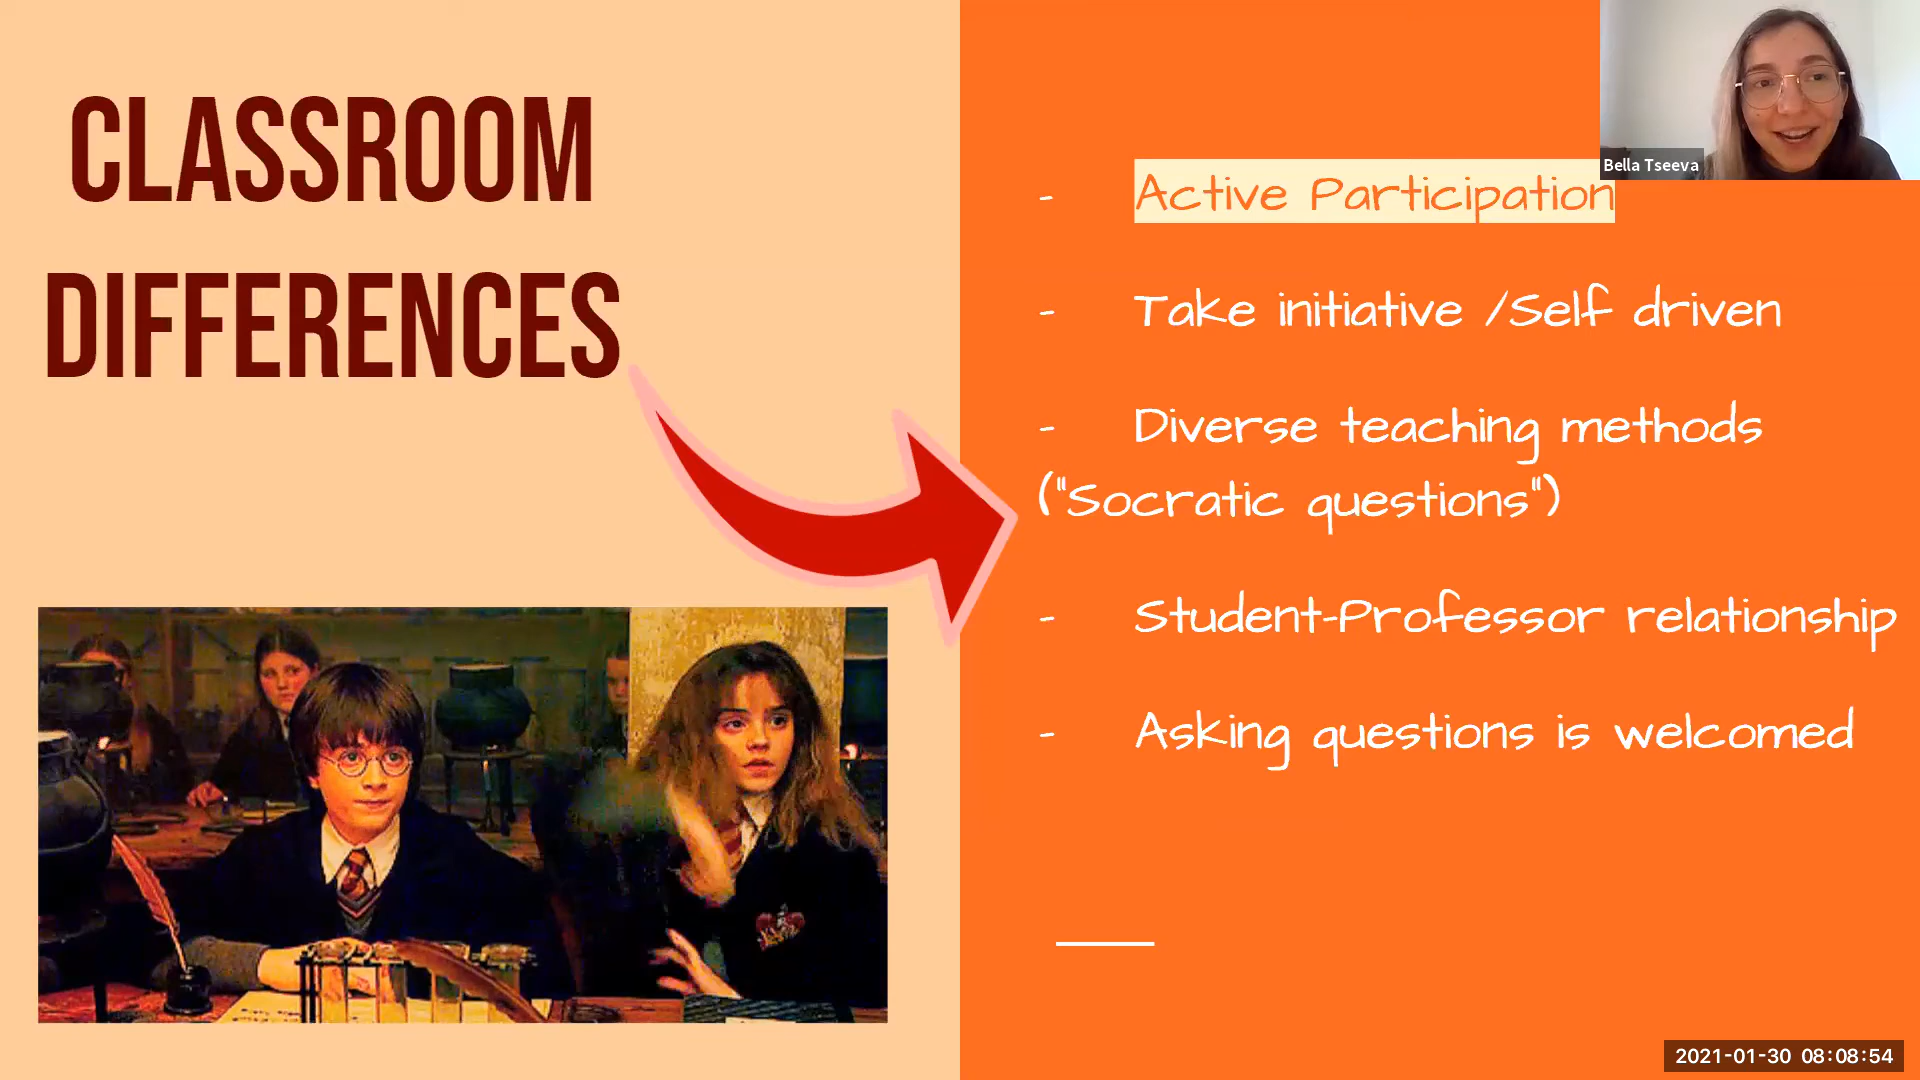 CLASSROOM
DIFFERENCES
Bella Tseeva
- Active Participation
- Take initiative /Self driven
- Diverse teaching methods
("Socratic questions")
- Student-Professor relationship
- Asking questions is welcomed
2021-01-30 08:08:54